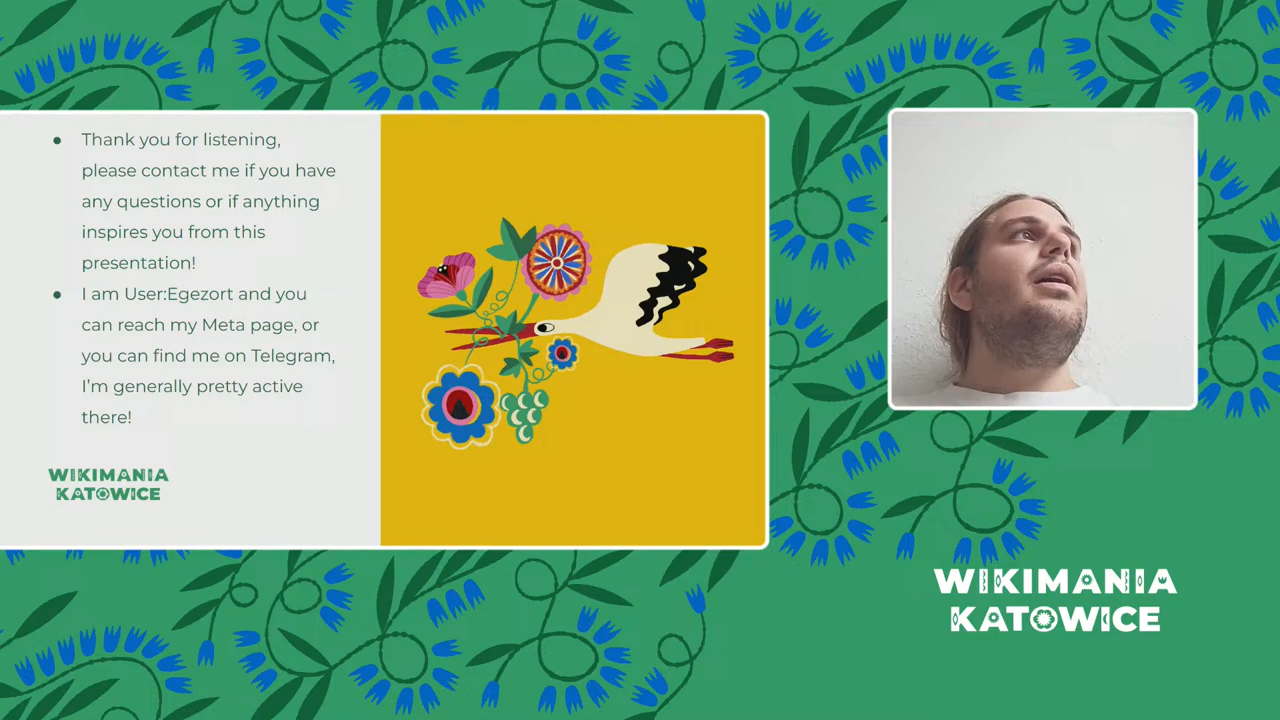 Thank you for listening,
please contact me if you have
any questions or if anything
inspires you from this
presentation!
I am User:Egezort and you
can reach my Meta page, or
you can find me on Telegram,
I'm generally pretty active
there!
WIKIMANIA
KATOWICE
WIKIMANIA
KATOWICE